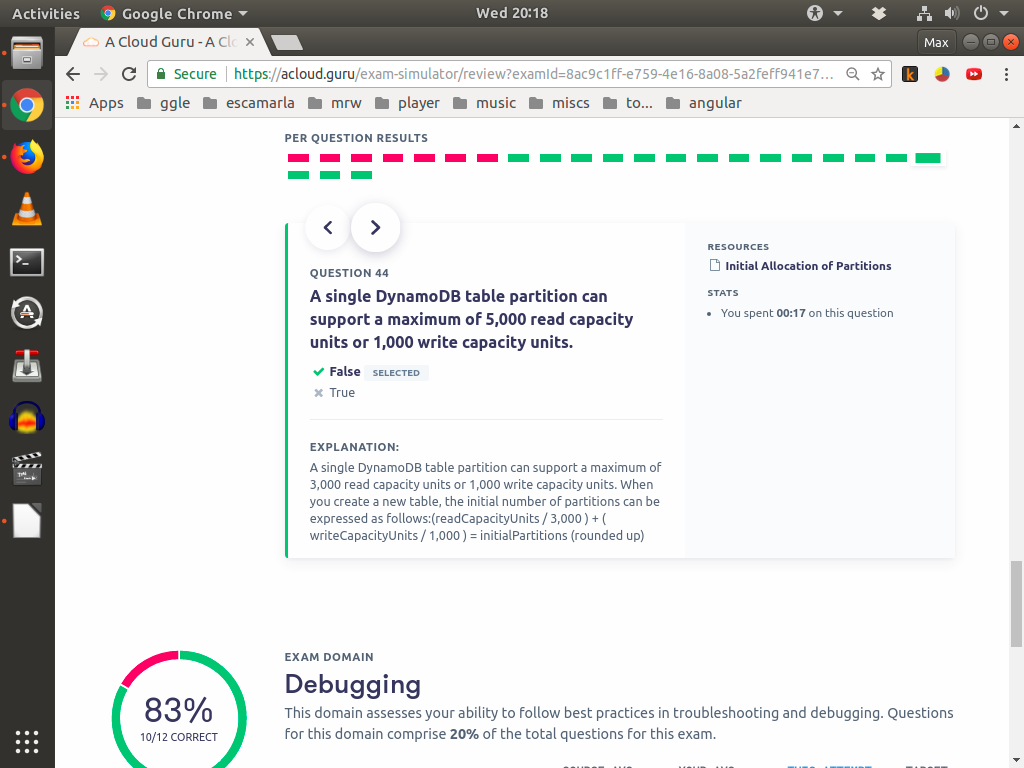 Activities Google Chrome Wed 20:18
A Cloud Guru - A Clo Max
Secure https://acloud.guru/exam-simulator/review?examId=8ac9c1ff-e759-4e16-8a08-5a2feff941e7...
Apps ggle escamarla mrw player music miscs to... angular
PER QUESTION RESULTS
QUESTION 44
A single DynamoDB table partition can
support a maximum of 5,000 read capacity
units or 1,000 write capacity units.
False SELECTED
True
EXPLANATION:
A single DynamoDB table partition can support a maximum of
3,000 read capacity units or 1,000 write capacity units. When
you create a new table, the initial number of partitions can be
expressed as follows:(readCapacityUnits / 3,000 ) + (
writeCapacityUnits / 1,000 ) = initialPartitions (rounded up)
RESOURCES
Initial Allocation of Partitions
STATS
You spent 00:17 on this question
83%
10/12 CORRECT
EXAM DOMAIN
Debugging
This domain assesses your ability to follow best practices in troubleshooting and debugging. Questions
for this domain comprise 20% of the total questions for this exam.